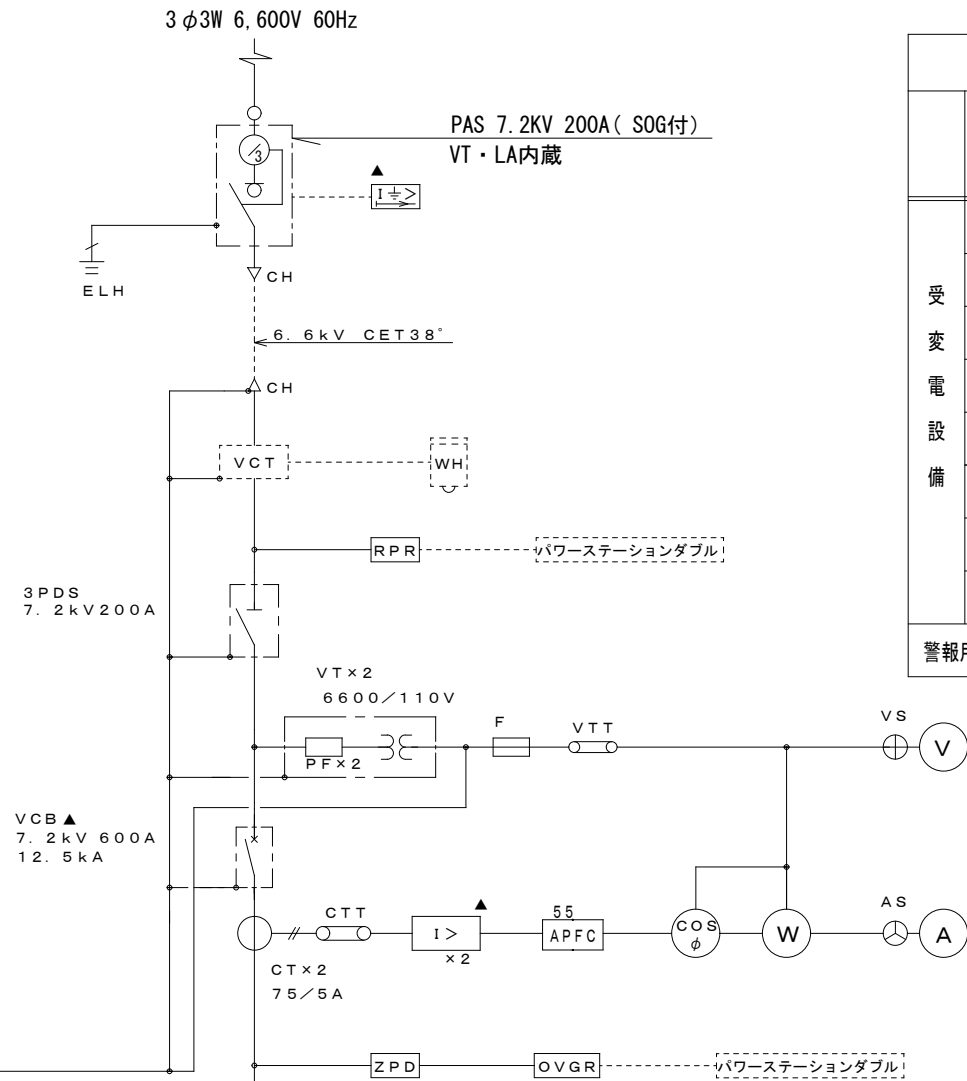 3φ3W 6,600V 60Hz
PAS 7.2KV 200A( SOG付)
VT・LA内蔵
3
▲
I >
ELH
CH
6.6kV CET38°
CH
VCT
WH
RPR
パワーステーションダブル
3PDS
7.2kV200A
VT×2
6600/110V
PF×2
F
VTT
VS
V
VCB▲
7.2kV 600A
12.5kA
CTT
▲
I>
×2
55
APFC
COS
φ
W
AS
A
CT×2
75/5A
ZPD
OVGR
パワーステーションダブル
受変電設備
警報用